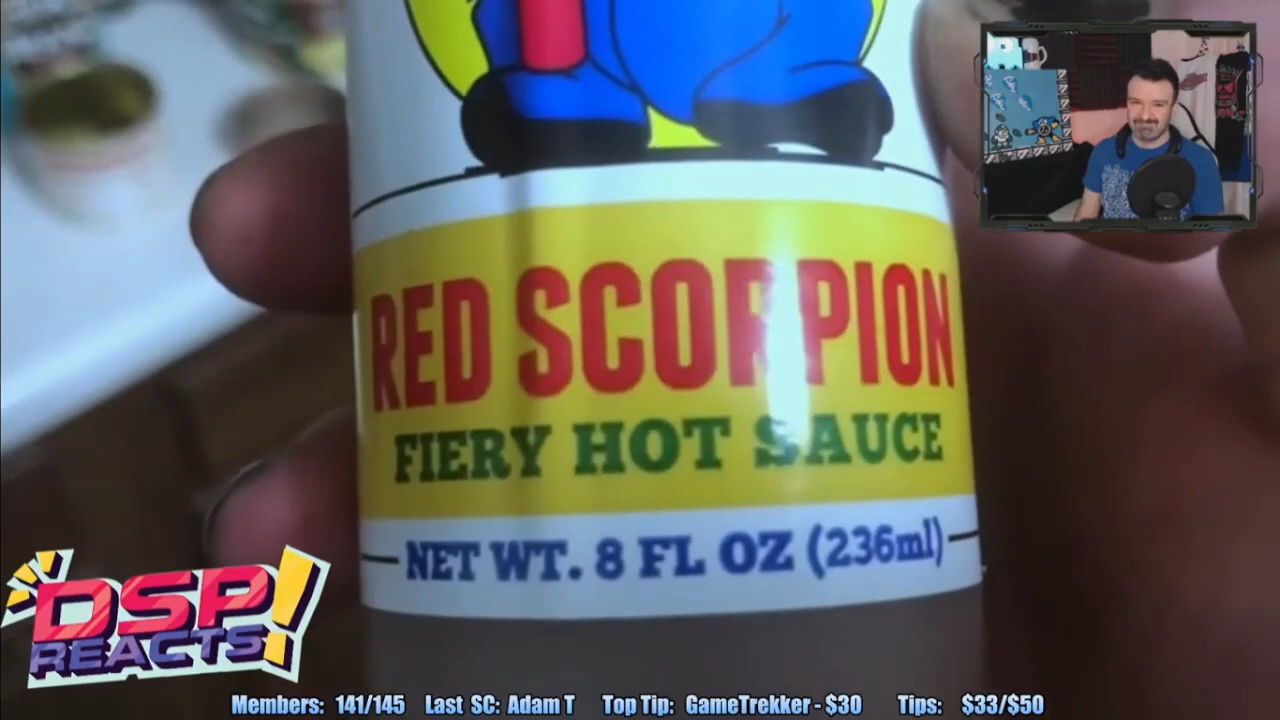 RED SCORPION
FIERY HOT SAUCE
NET WT. 8 FL OZ (236ml)
DSP
REACTS!
Members: 141/145 Last SC: Adam T Top Tip: GameTrekker - $30 Tips: $33/$50